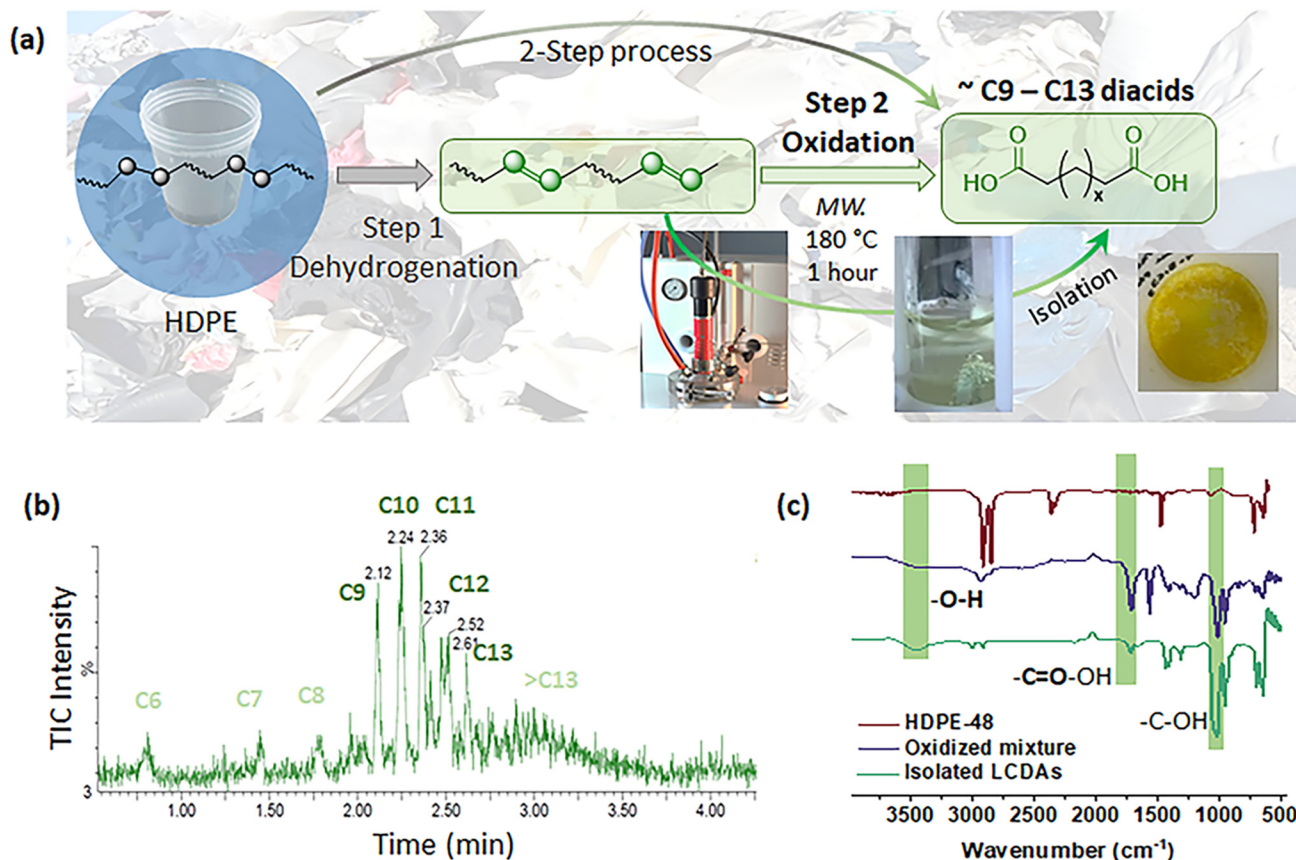 (a)
2-Step process
~ C9 – C13 diacids
Step 2
Oxidation
O
O
HO
x
OH
MW.
180 °C
1 hour
Step 1
Dehydrogenation
HDPE
Isolation
(b)
C10
C11
2.24
2.36
C9
2.12
C12
2.37
2.52
2.61
C13
C6
C7
C8
>C13
TIC Intensity
%
3
1.00
1.50
2.00
2.50
3.00
3.50
4.00
Time (min)
(c)
-O-H
-C=O-OH
-C-OH
HDPE-48
Oxidized mixture
Isolated LCDAs
3500
3000
2500
2000
1500
1000
500
Wavenumber (cm⁻¹)